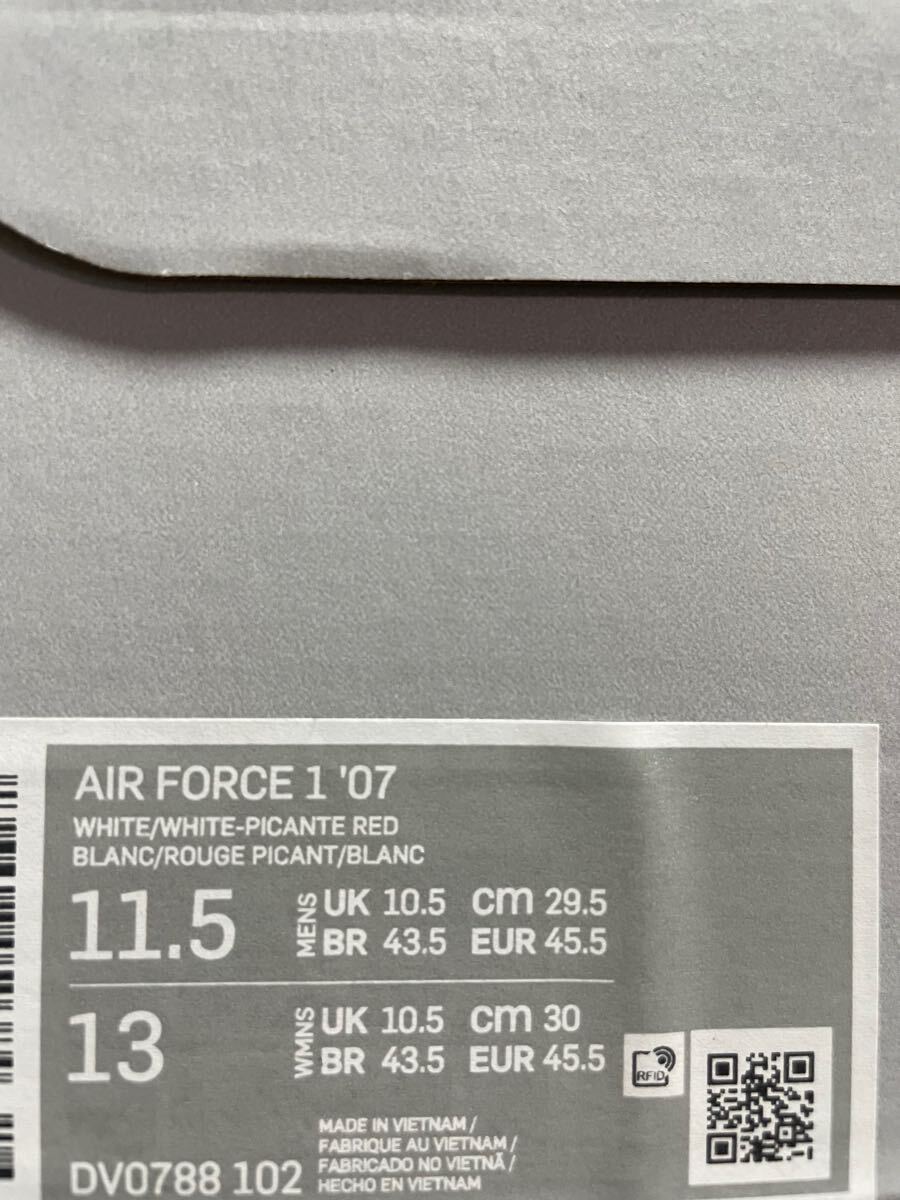 AIR FORCE 1 '07
WHITE/WHITE-PICANTE RED
BLANC/ROUGE PICANT/BLANC
11.5 MENS UK 10.5 cm 29.5
BR 43.5 EUR 45.5
13 WMNS UK 10.5 cm 30
BR 43.5 EUR 45.5
RFID
MADE IN VIETNAM /
FABRIQUE AU VIETNAM /
FABRICADO NO VIETNÃ /
HECHO EN VIETNAM
DV0788 102